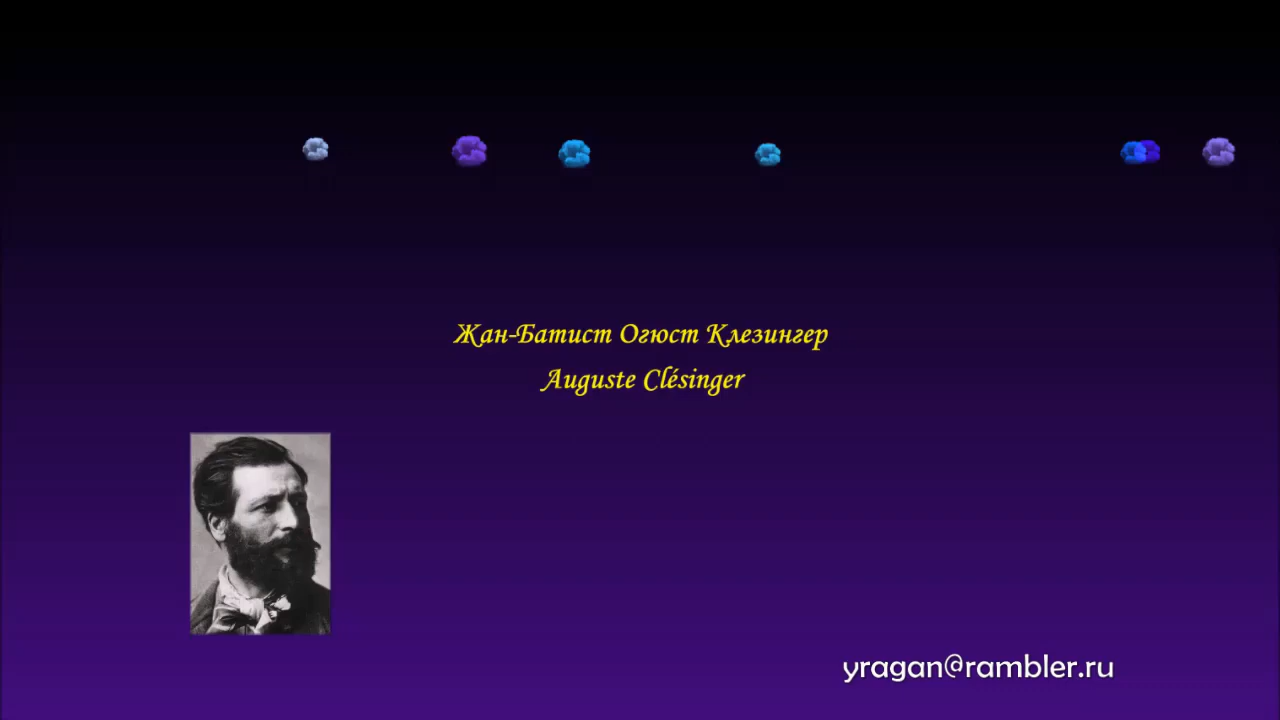 Жан-Батист Огюст Клезингер
Auguste Clésinger
yragan@rambler.ru